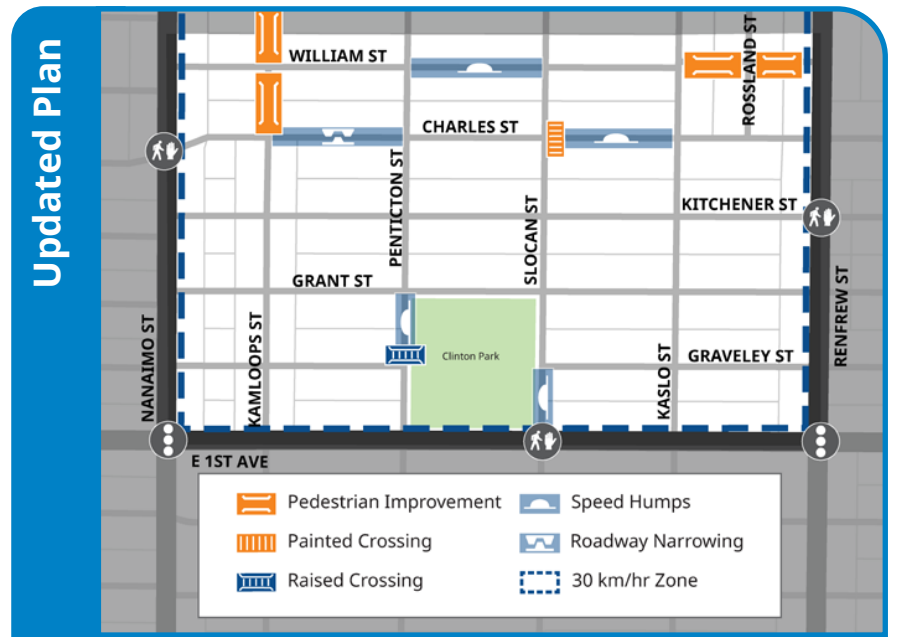 Updated Plan
WILLIAM ST
ROSSLAND ST
CHARLES ST
PENTICTON ST
KITCHENER ST
SLOCAN ST
GRANT ST
RENFREW ST
NANAIMO ST
KAMLOOPS ST
Clinton Park
KASLO ST
GRAVELEY ST
E 1ST AVE
Pedestrian Improvement
Speed Humps
Painted Crossing
Roadway Narrowing
Raised Crossing
30 km/hr Zone